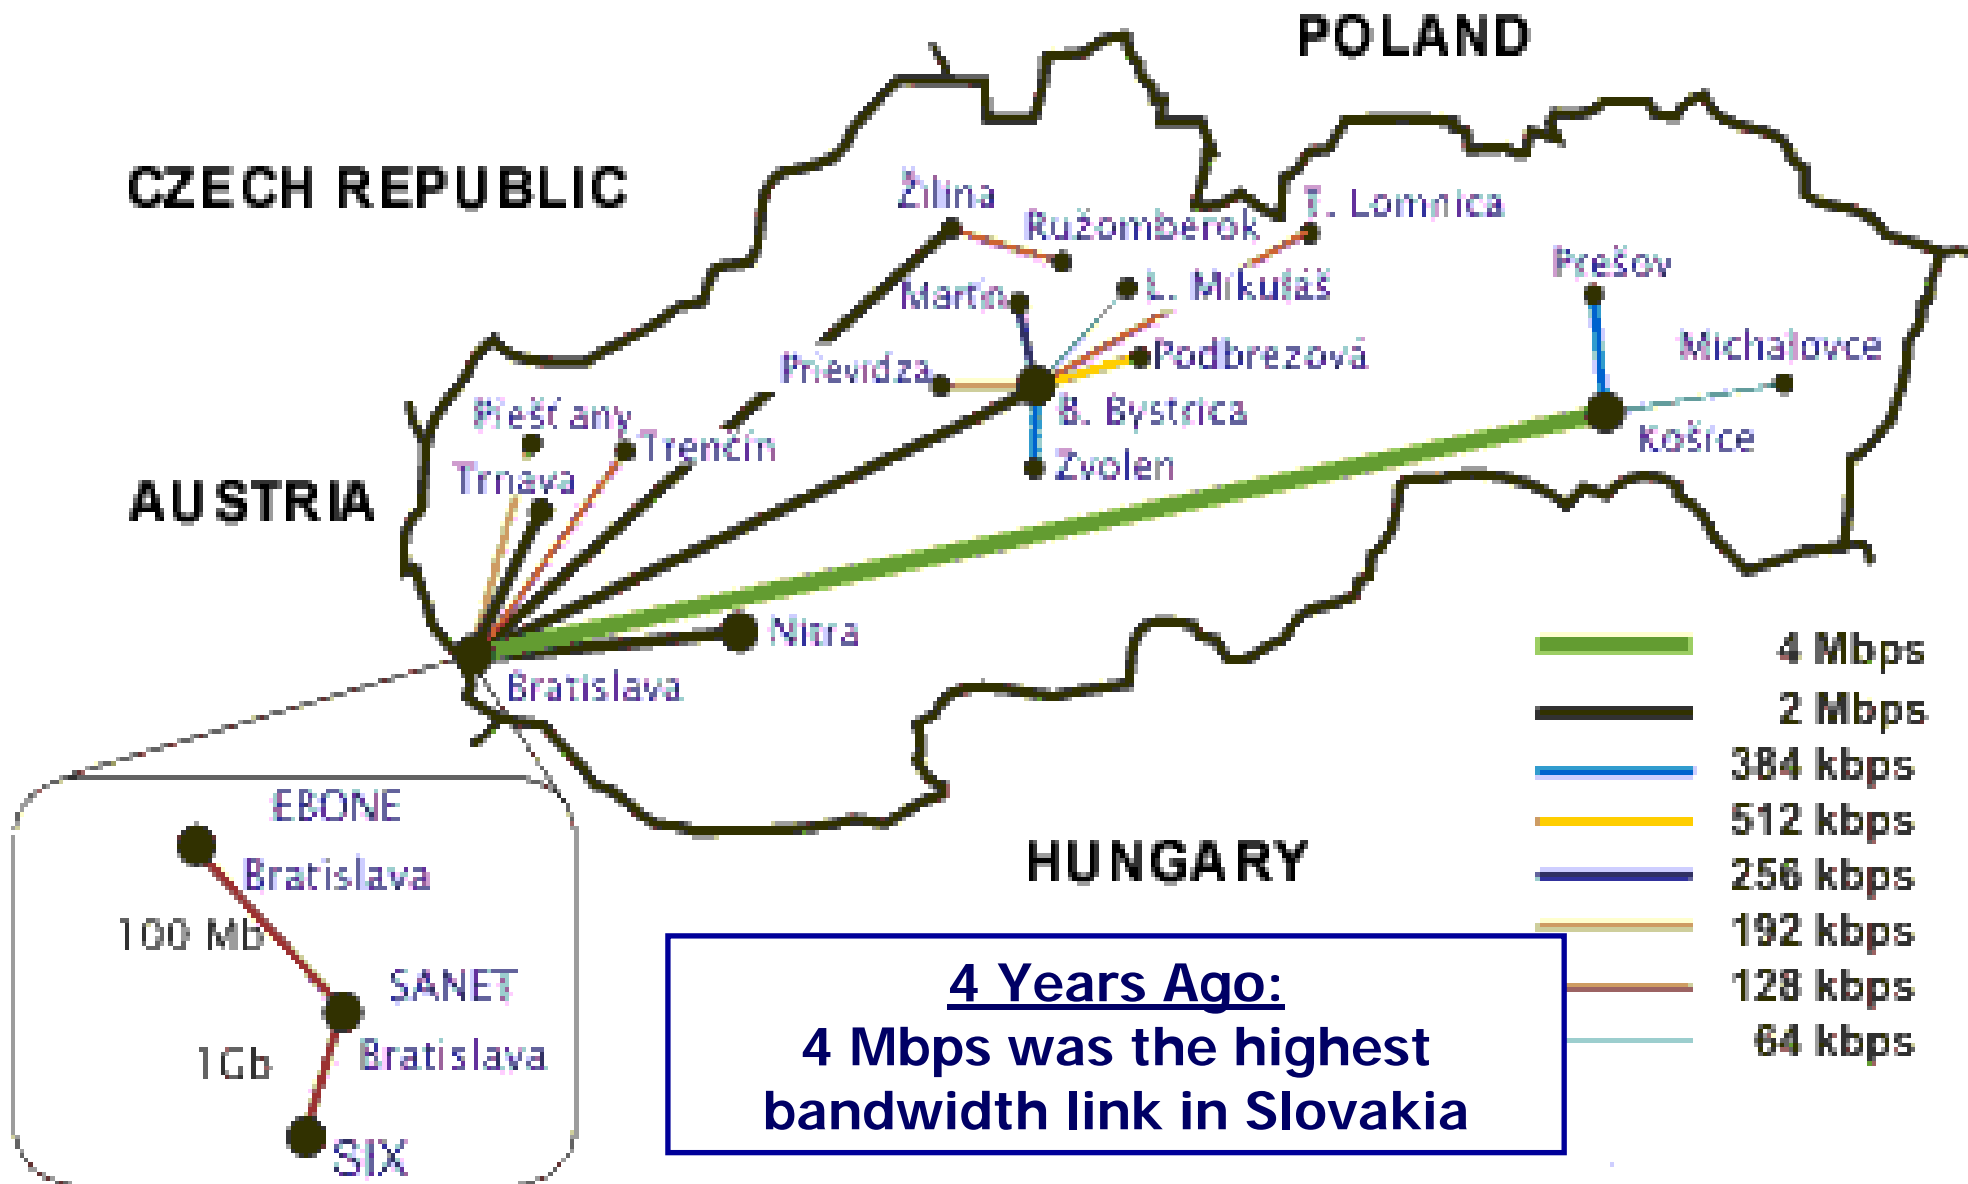 POLAND
CZECH REPUBLIC
Žilina
T. Lomnica
Ružomberok
Prešov
Martin
L. Mikuláš
Michalovce
Prievidza
Podbrezová
Piešťany
B. Bystrica
Trenčín
Košice
Trnava
Zvolen
AUSTRIA
Nitra
Bratislava
4 Mbps
2 Mbps
384 kbps
512 kbps
256 kbps
192 kbps
128 kbps
64 kbps
EBONE
Bratislava
100 Mb
SANET
Bratislava
1Gb
SIX
HUNGARY
4 Years Ago:
4 Mbps was the highest
bandwidth link in Slovakia